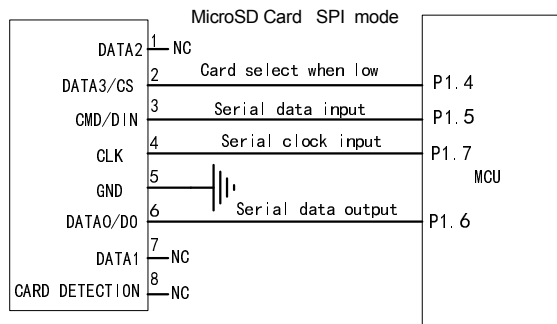 MicroSD Card SPI mode
DATA2 1 NC
DATA3/CS 2 Card select when low P1.4
CMD/DIN 3 Serial data input P1.5
CLK 4 Serial clock input P1.7
MCU
GND 5
DATA0/DO 6 Serial data output P1.6
DATA1 7 NC
CARD DETECTION 8 NC